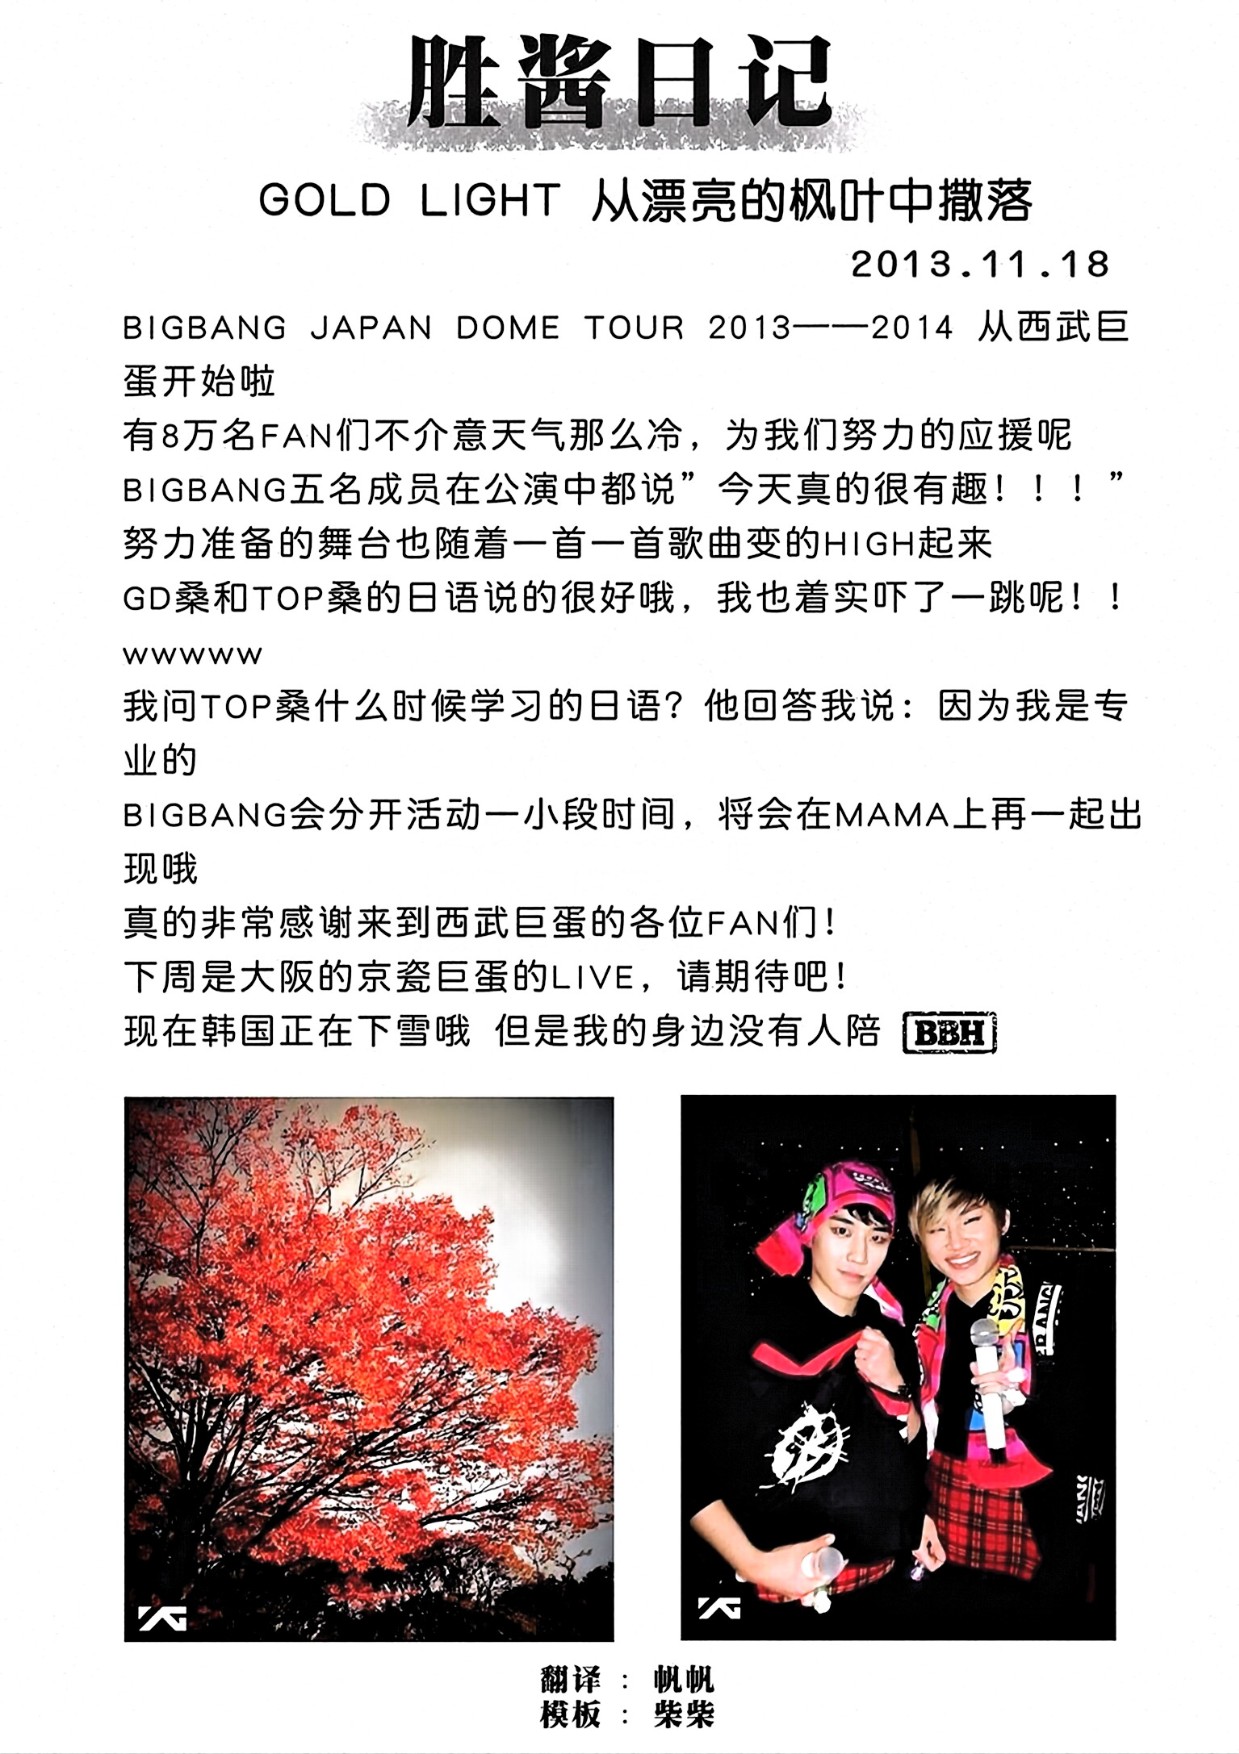 胜酱日记
GOLD LIGHT 从漂亮的枫叶中撒落
2013.11.18
BIGBANG JAPAN DOME TOUR 2013——2014 从西武巨
蛋开始啦
有8万名FAN们不介意天气那么冷，为我们努力的应援呢
BIGBANG五名成员在公演中都说”今天真的很有趣！！！”
努力准备的舞台也随着一首一首歌曲变的HIGH起来
GD桑和TOP桑的日语说的很好哦，我也着实吓了一跳呢！！
wwwww
我问TOP桑什么时候学习的日语？他回答我说：因为我是专
业的
BIGBANG会分开活动一小段时间，将会在MAMA上再一起出
现哦
真的非常感谢来到西武巨蛋的各位FAN们！
下周是大阪的京瓷巨蛋的LIVE，请期待吧！
现在韩国正在下雪哦 但是我的身边没有人陪 BBH
YG
YG
翻译 : 帆帆
模板 : 柴柴